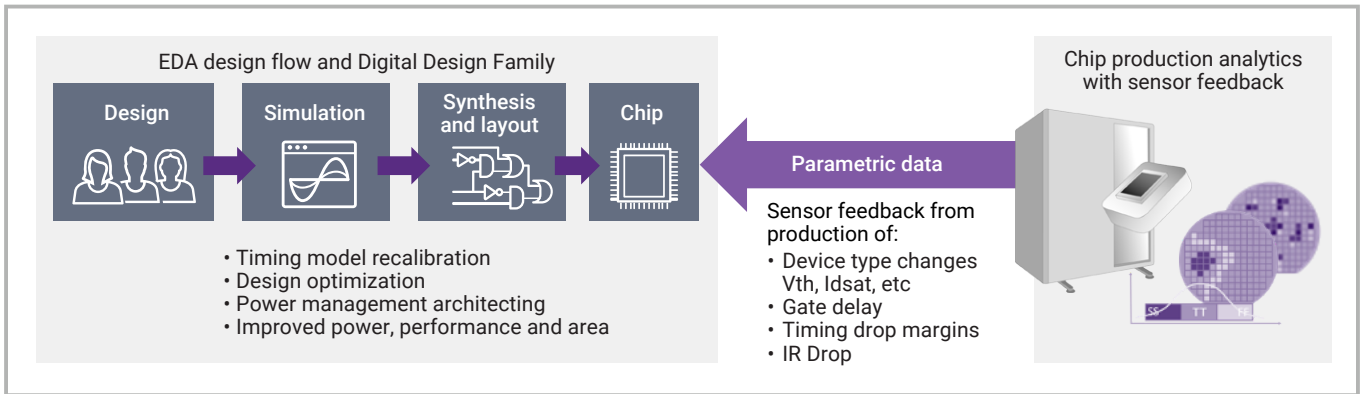 EDA design flow and Digital Design Family
Design
Simulation
Synthesis
and layout
Chip
• Timing model recalibration
• Design optimization
• Power management architecting
• Improved power, performance and area
Parametric data
Sensor feedback from
production of:
• Device type changes
Vth, Idsat, etc
• Gate delay
• Timing drop margins
• IR Drop
Chip production analytics
with sensor feedback
SS TT FF